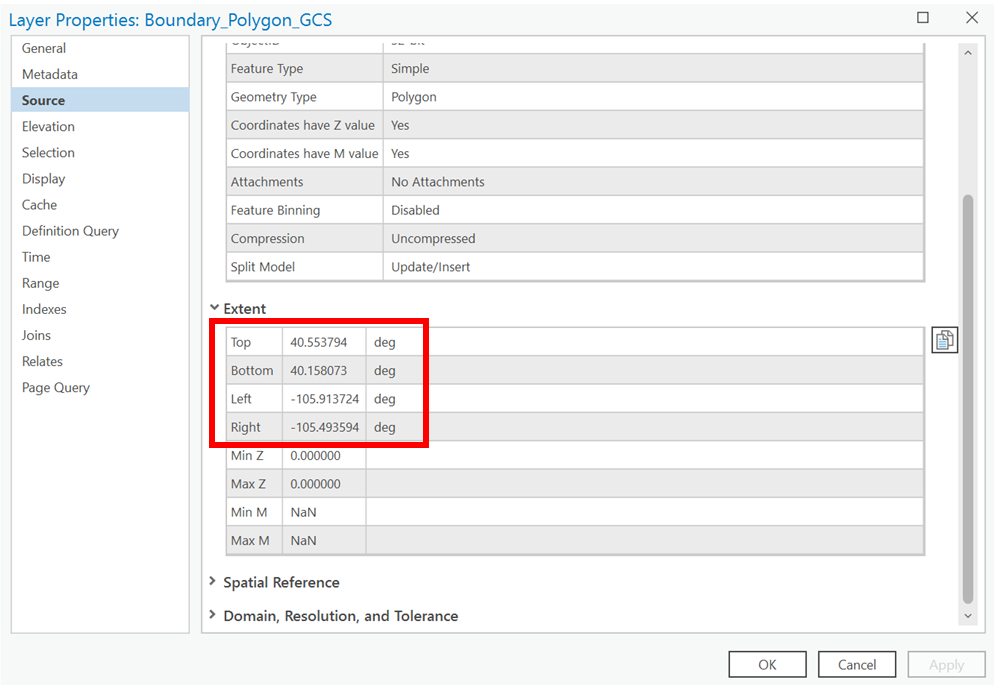 Layer Properties: Boundary_Polygon_GCS
General
Metadata
Source
Elevation
Selection
Display
Cache
Definition Query
Time
Range
Indexes
Joins
Relates
Page Query
ObjectID 32-bit
Feature Type Simple
Geometry Type Polygon
Coordinates have Z value Yes
Coordinates have M value Yes
Attachments No Attachments
Feature Binning Disabled
Compression Uncompressed
Split Model Update/Insert
Extent
Top 40.553794 deg
Bottom 40.158073 deg
Left -105.913724 deg
Right -105.493594 deg
Min Z 0.000000
Max Z 0.000000
Min M NaN
Max M NaN
Spatial Reference
Domain, Resolution, and Tolerance
OK Cancel Apply